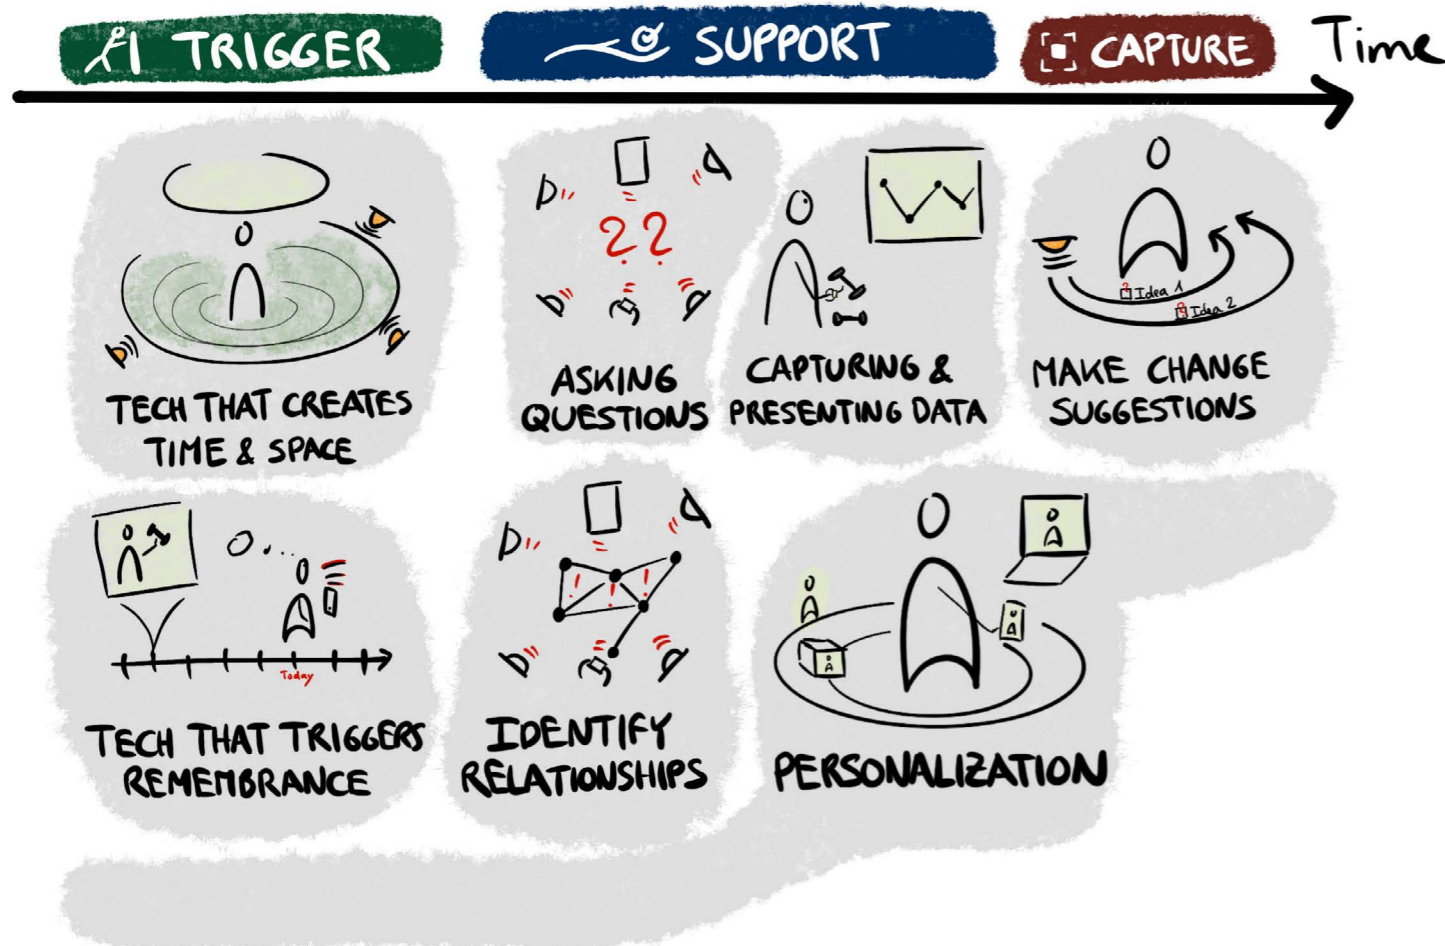 TRIGGER
SUPPORT
CAPTURE
Time
TECH THAT CREATES
TIME & SPACE
??
ASKING
QUESTIONS
CAPTURING &
PRESENTING DATA
? Idea 1
? Idea 2
MAKE CHANGE
SUGGESTIONS
Today
TECH THAT TRIGGERS
REMEMBRANCE
! ! !
IDENTIFY
RELATIONSHIPS
PERSONALIZATION